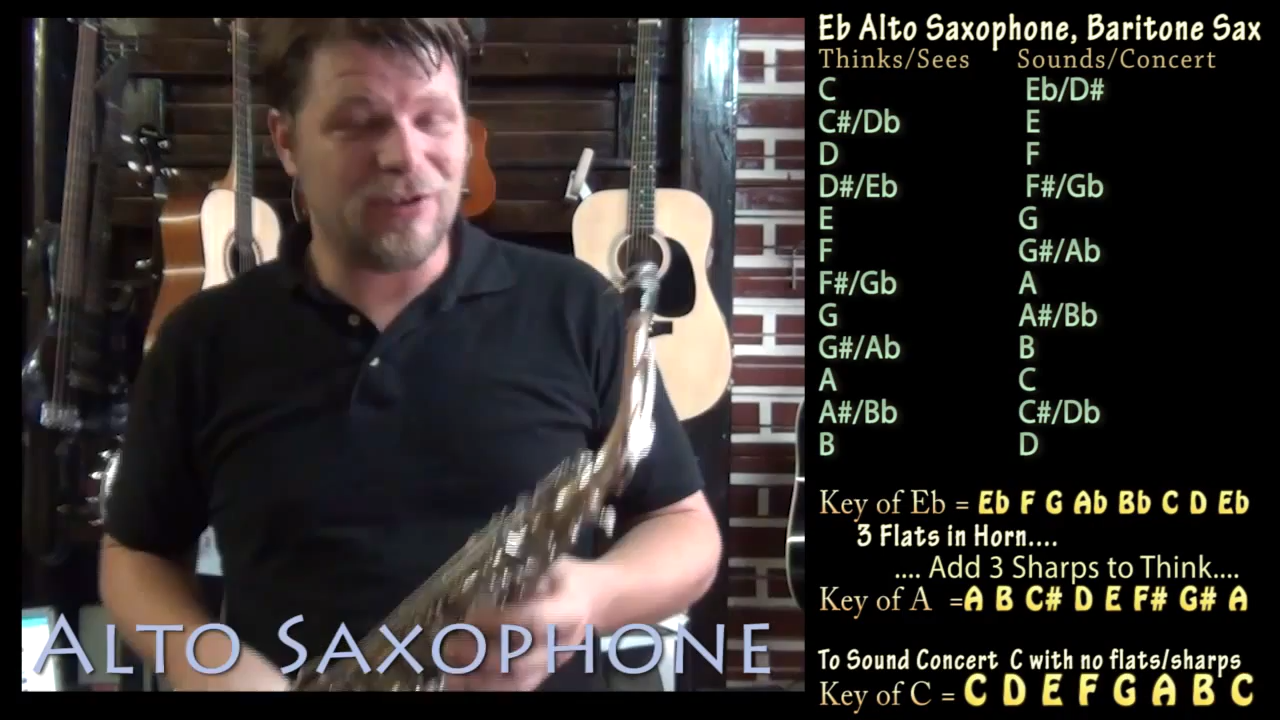 Eb Alto Saxophone, Baritone Sax
Thinks/Sees Sounds/Concert
C Eb/D#
C#/Db E
D F
D#/Eb F#/Gb
E G
F G#/Ab
F#/Gb A
G A#/Bb
G#/Ab B
A C
A#/Bb C#/Db
B D
Key of Eb = Eb F G Ab Bb C D Eb
3 Flats in Horn....
.... Add 3 Sharps to Think....
Key of A =A B C# D E F# G# A
To Sound Concert C with no flats/sharps
Key of C = C D E F G A B C
ALTO SAXOPHONE